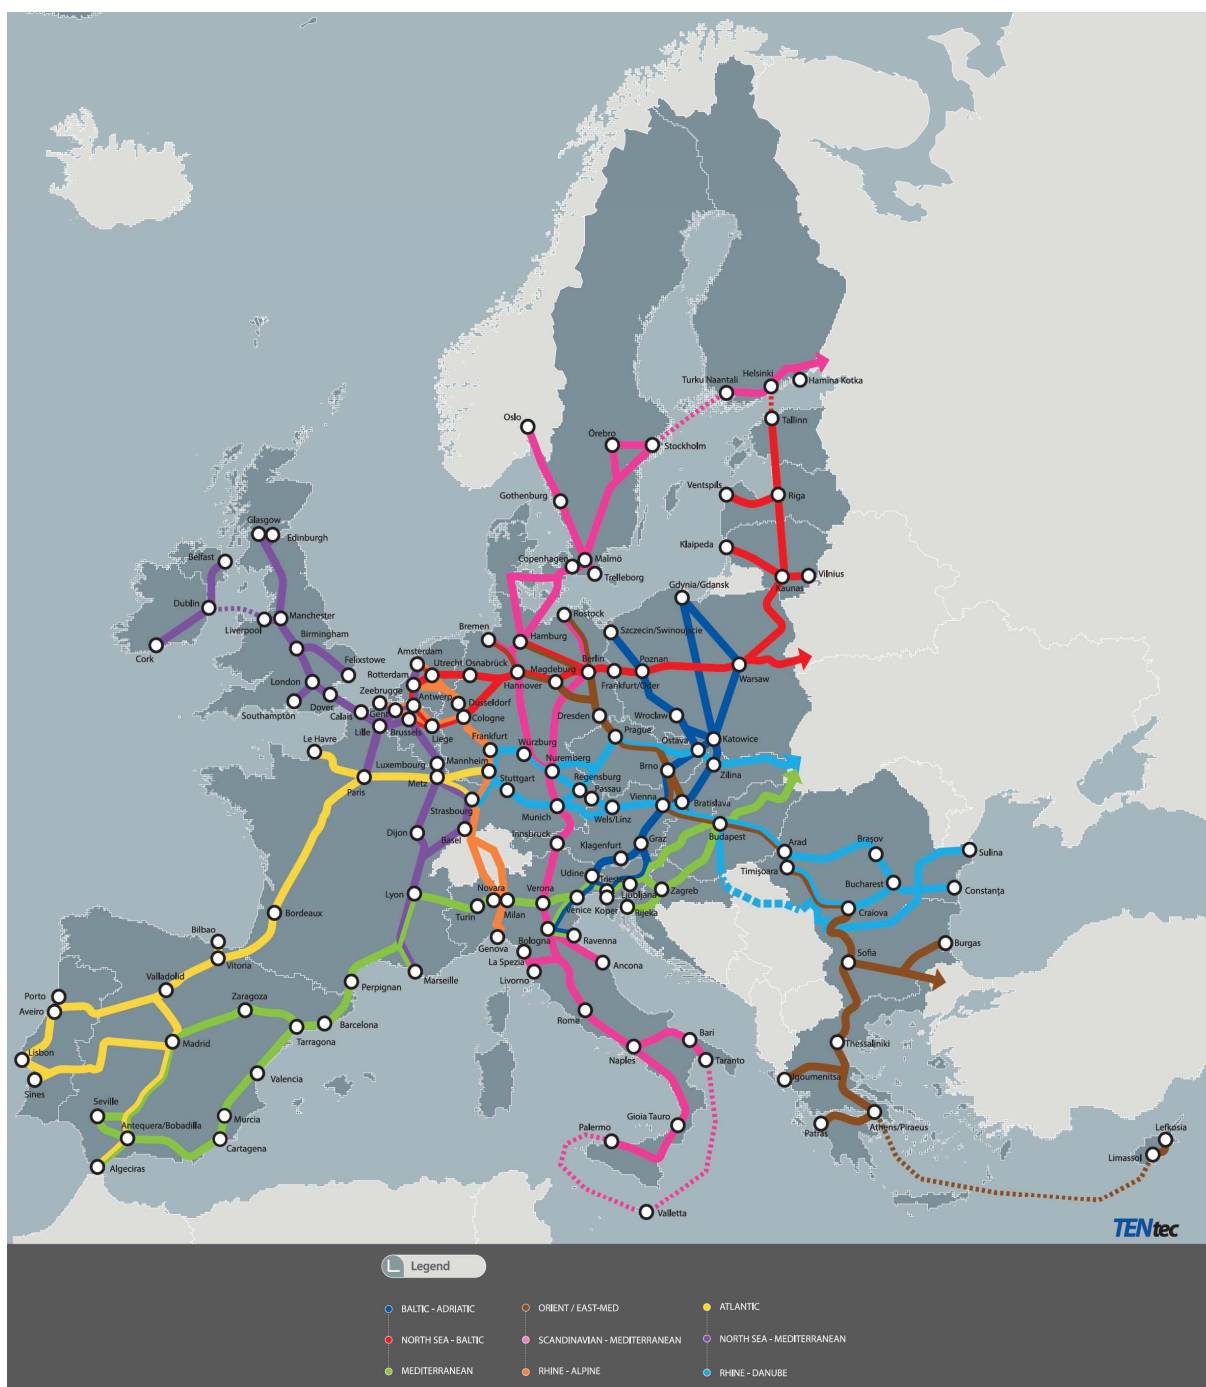 Helsinki
Turku Naantali
Hamina Kotka
Oslo
Tallinn
Örebro
Stockholm
Ventspils
Riga
Gothenburg
Glasgow
Edinburgh
Klaipeda
Belfast
Copenhagen
Malmö
Trelleborg
Vilnius
Kaunas
Gdynia/Gdansk
Dublin
Manchester
Rostock
Liverpool
Birmingham
Bremen
Hamburg
Szczecin/Swinoujscie
Cork
Felixstowe
Amsterdam
Utrecht
Osnabrück
Berlin
Poznan
London
Rotterdam
Magdeburg
Warsaw
Zeebrugge
Hannover
Frankfurt/Oder
Southampton
Dover
Calais
Gent
Antwerp
Düsseldorf
Cologne
Dresden
Wrocław
Lille
Brussels
Liège
Le Havre
Frankfurt
Würzburg
Prague
Ostava
Katowice
Luxembourg
Mannheim
Nuremberg
Brno
Zilina
Paris
Metz
Stuttgart
Regensburg
Passau
Strasbourg
Munich
Wels/Linz
Vienna
Bratislava
Dijon
Basel
Innsbruck
Graz
Budapest
Arad
Braşov
Sulina
Klagenfurt
Udine
Timişoara
Bucharest
Constanţa
Lyon
Novara
Verona
Trieste
Ljubljana
Zagreb
Turin
Milan
Venice
Koper
Rijeka
Craiova
Bordeaux
Bilbao
Genova
Bologna
Ravenna
Burgas
Vitoria
La Spezia
Ancona
Sofia
Valladolid
Marseille
Livorno
Perpignan
Porto
Aveiro
Zaragoza
Rome
Barcelona
Tarragona
Bari
Lisbon
Madrid
Naples
Taranto
Thessaliniki
Sines
Valencia
Igoumenitsa
Seville
Murcia
Gioia Tauro
Antequera/Bobadilla
Palermo
Patras
Athens/Piraeus
Lefkosia
Cartagena
Limassol
Algeciras
Valletta
TENtec
Legend
BALTIC - ADRIATIC
ORIENT / EAST-MED
ATLANTIC
NORTH SEA - BALTIC
SCANDINAVIAN - MEDITERRANEAN
NORTH SEA - MEDITERRANEAN
MEDITERRANEAN
RHINE - ALPINE
RHINE - DANUBE